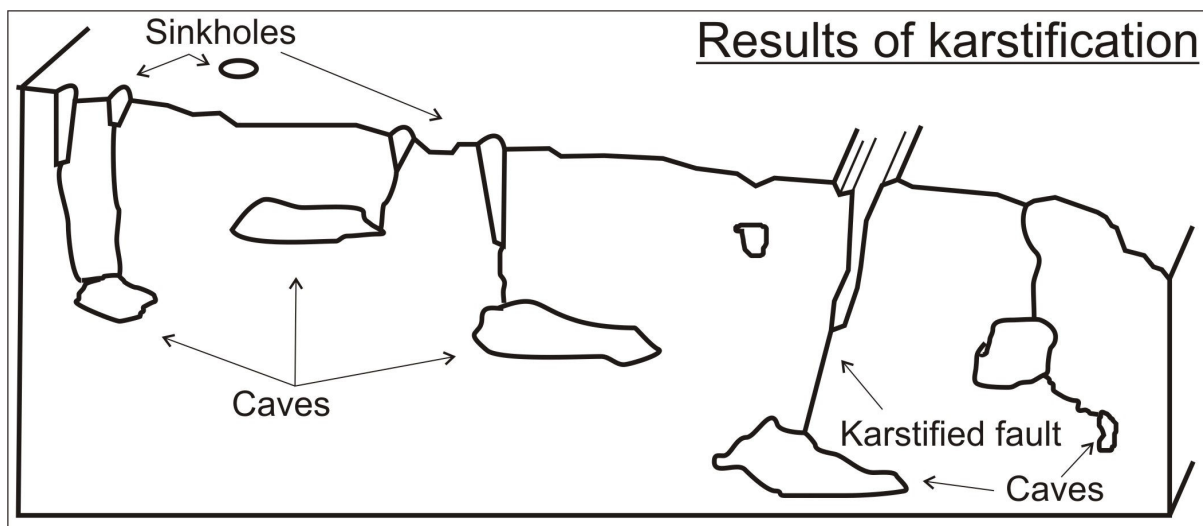 Results of karstification
Sinkholes
Caves
Karstified fault
Caves